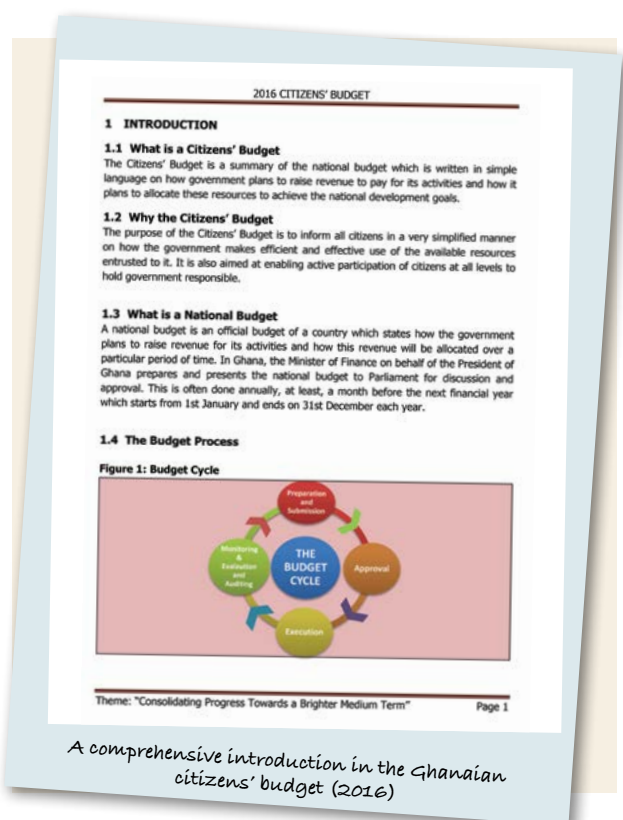 2016 CITIZENS' BUDGET
1 INTRODUCTION
1.1 What is a Citizens' Budget
The Citizens' Budget is a summary of the national budget which is written in simple
language on how government plans to raise revenue to pay for its activities and how it
plans to allocate these resources to achieve the national development goals.
1.2 Why the Citizens' Budget
The purpose of the Citizens' Budget is to inform all citizens in a very simplified manner
on how the government makes efficient and effective use of the available resources
entrusted to it. It is also aimed at enabling active participation of citizens at all levels to
hold government responsible.
1.3 What is a National Budget
A national budget is an official budget of a country which states how the government
plans to raise revenue for its activities and how this revenue will be allocated over a
particular period of time. In Ghana, the Minister of Finance on behalf of the President of
Ghana prepares and presents the national budget to Parliament for discussion and
approval. This is often done annually, at least, a month before the next financial year
which starts from 1st January and ends on 31st December each year.
1.4 The Budget Process
Figure 1: Budget Cycle
Preparation
and
Submission
Monitoring
&
Evaluation
and
Auditing
THE
BUDGET
CYCLE
Approval
Execution
Theme: "Consolidating Progress Towards a Brighter Medium Term"
Page 1
A comprehensive introduction in the Ghanaian
citizens' budget (2016)